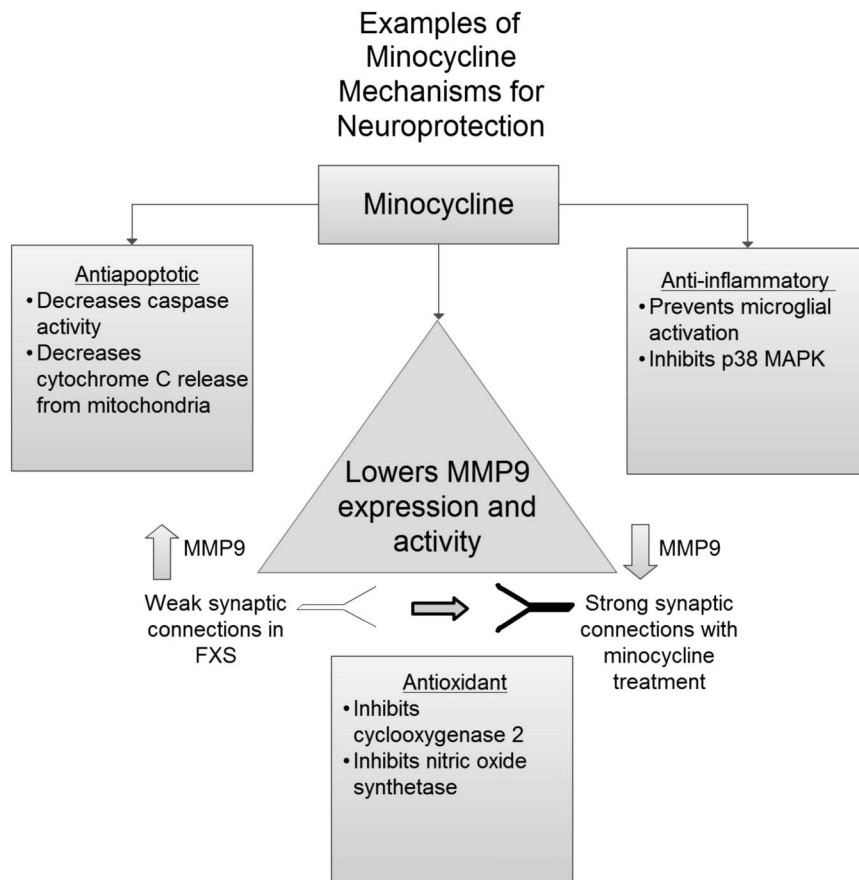 Examples of
Minocycline
Mechanisms for
Neuroprotection
Minocycline
Antiapoptotic
•Decreases caspase
activity
•Decreases
cytochrome C release
from mitochondria
Anti-inflammatory
•Prevents microglial
activation
•Inhibits p38 MAPK
Lowers MMP9
expression and
activity
MMP9
Weak synaptic
connections in
FXS
MMP9
Strong synaptic
connections with
minocycline
treatment
Antioxidant
•Inhibits
cyclooxygenase 2
•Inhibits nitric oxide
synthetase